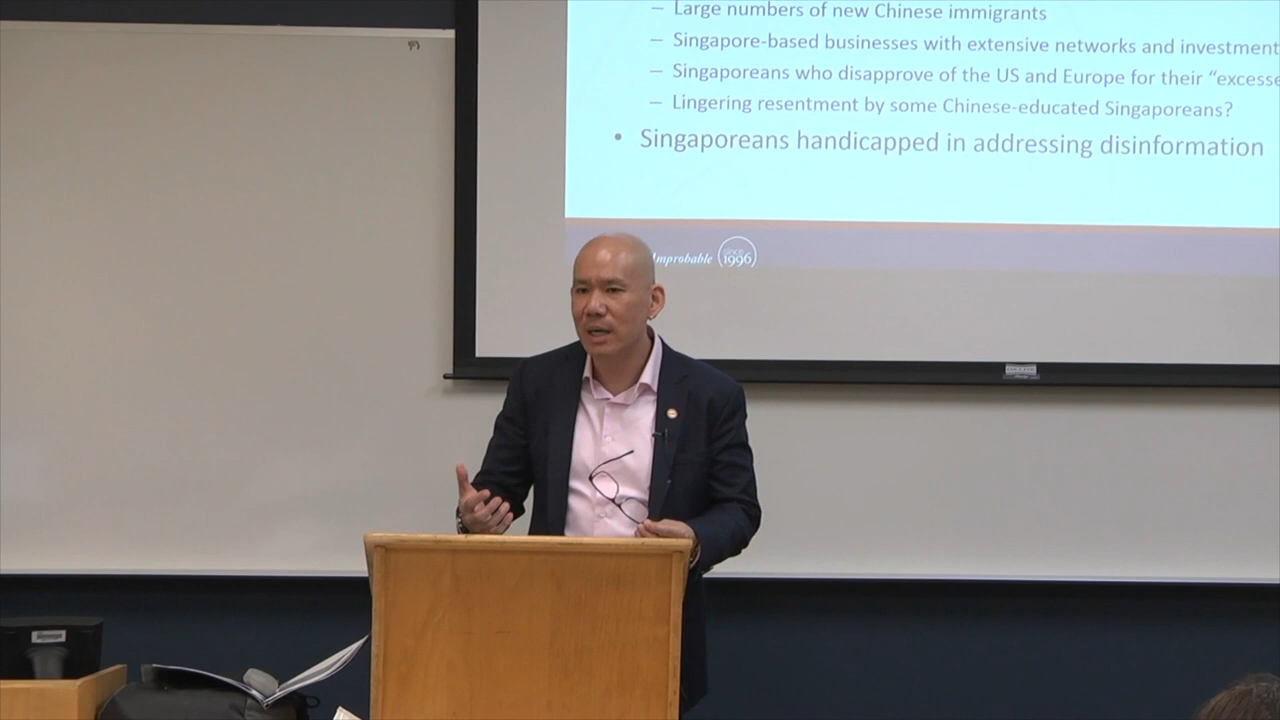 – Large numbers of new Chinese immigrants
– Singapore-based businesses with extensive networks and investment
– Singaporeans who disapprove of the US and Europe for their “excesse
– Lingering resentment by some Chinese-educated Singaporeans?
• Singaporeans handicapped in addressing disinformation
Improbable
since
1996